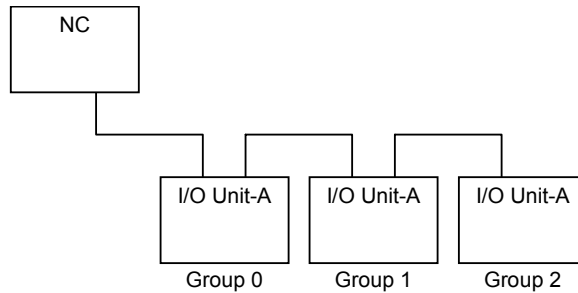 NC
I/O Unit-A
I/O Unit-A
I/O Unit-A
Group 0
Group 1
Group 2